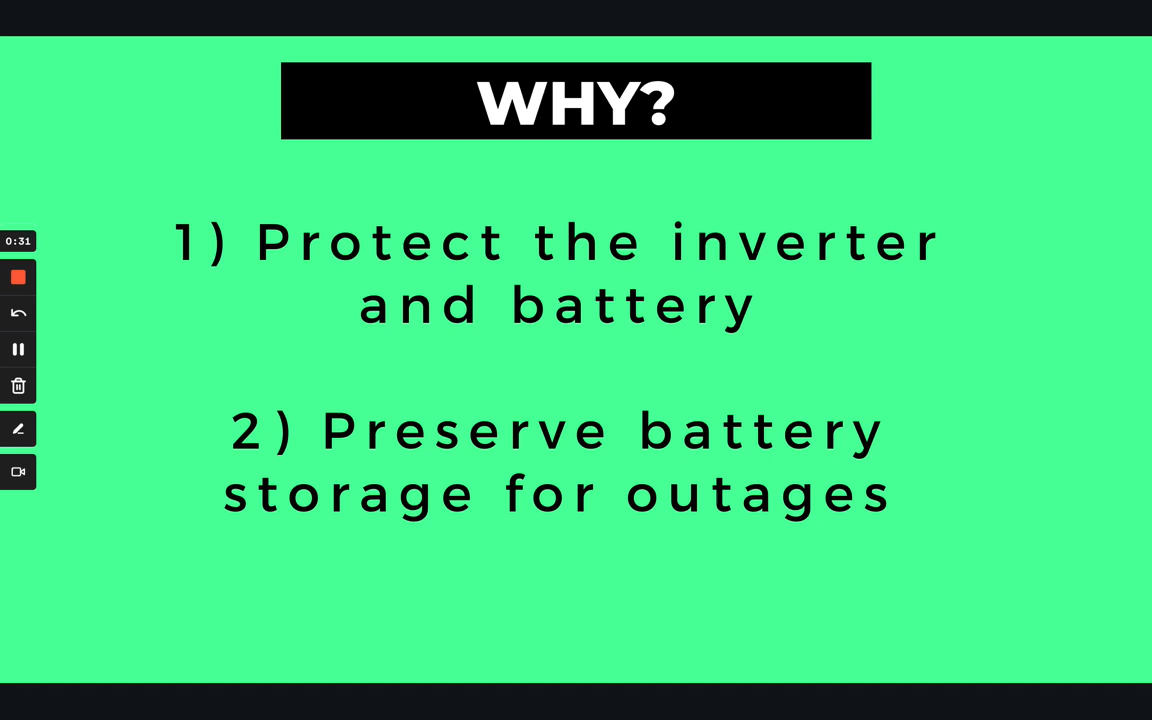 WHY?
1) Protect the inverter
and battery
2) Preserve battery
storage for outages
0:31